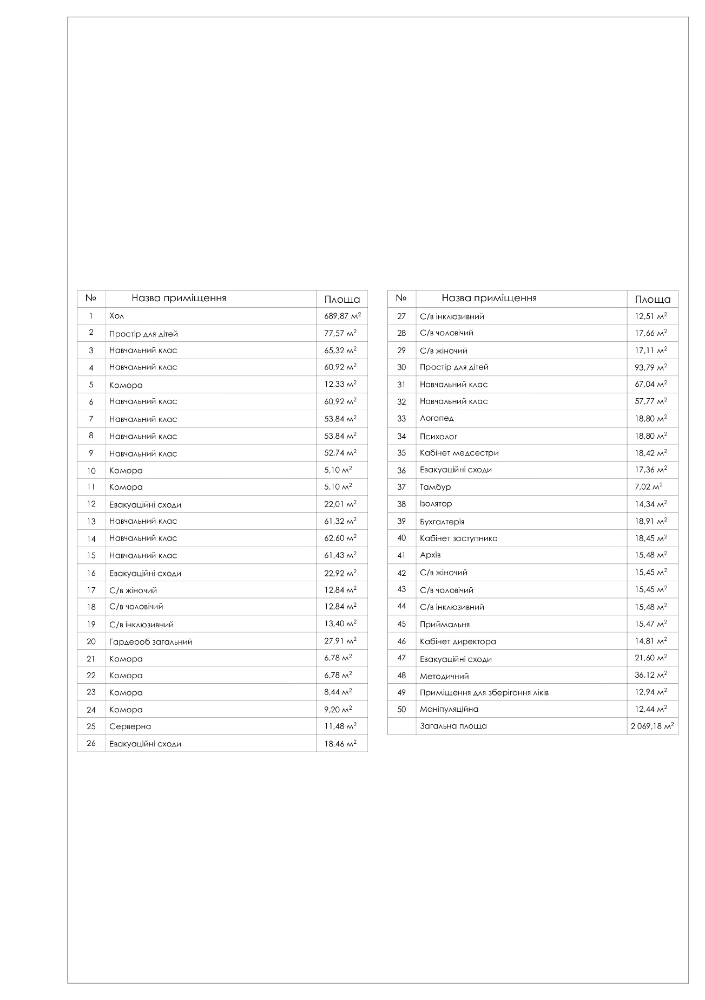 № Назва приміщення Площа
1 Хол 689,87 м²
2 Простір для дітей 77,57 м²
3 Навчальний клас 65,32 м²
4 Навчальний клас 60,92 м²
5 Комора 12,33 м²
6 Навчальний клас 60,92 м²
7 Навчальний клас 53,84 м²
8 Навчальний клас 53,84 м²
9 Навчальний клас 52,74 м²
10 Комора 5,10 м²
11 Комора 5,10 м²
12 Евакуаційні сходи 22,01 м²
13 Навчальний клас 61,32 м²
14 Навчальний клас 62,60 м²
15 Навчальний клас 61,43 м²
16 Евакуаційні сходи 22,92 м²
17 С/в жіночий 12,84 м²
18 С/в чоловічий 12,84 м²
19 С/в інклюзивний 13,40 м²
20 Гардероб загальний 27,91 м²
21 Комора 6,78 м²
22 Комора 6,78 м²
23 Комора 8,44 м²
24 Комора 9,20 м²
25 Серверна 11,48 м²
26 Евакуаційні сходи 18,46 м²
№ Назва приміщення Площа
27 С/в інклюзивний 12,51 м²
28 С/в чоловічий 17,66 м²
29 С/в жіночий 17,11 м²
30 Простір для дітей 93,79 м²
31 Навчальний клас 67,04 м²
32 Навчальний клас 57,77 м²
33 Логопед 18,80 м²
34 Психолог 18,80 м²
35 Кабінет медсестри 18,42 м²
36 Евакуаційні сходи 17,36 м²
37 Тамбур 7,02 м²
38 Ізолятор 14,34 м²
39 Бухгалтерія 18,91 м²
40 Кабінет заступника 18,45 м²
41 Архів 15,48 м²
42 С/в жіночий 15,45 м²
43 С/в чоловічий 15,45 м²
44 С/в інклюзивний 15,48 м²
45 Приймальня 15,47 м²
46 Кабінет директора 14,81 м²
47 Евакуаційні сходи 21,60 м²
48 Методичний 36,12 м²
49 Приміщення для зберігання ліків 12,94 м²
50 Маніпуляційна 12,44 м²
Загальна площа 2 069,18 м²